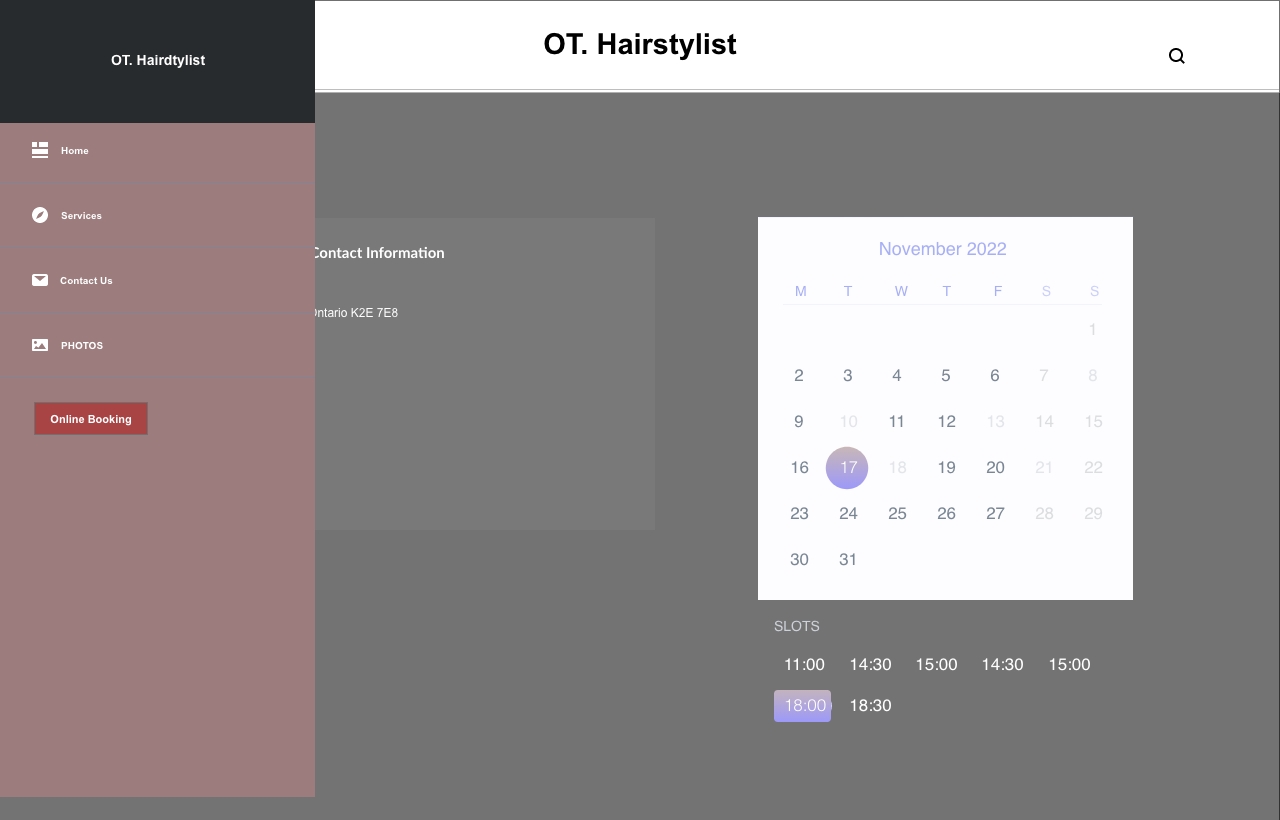 OT. Hairdtylist
OT. Hairstylist
Home
Services
Contact Us
PHOTOS
Online Booking
Contact Information
Ontario K2E 7E8
November 2022
M T W T F S S
1
2 3 4 5 6 7 8
9 10 11 12 13 14 15
16 17 18 19 20 21 22
23 24 25 26 27 28 29
30 31
SLOTS
11:00 14:30 15:00 14:30 15:00
18:00 18:30